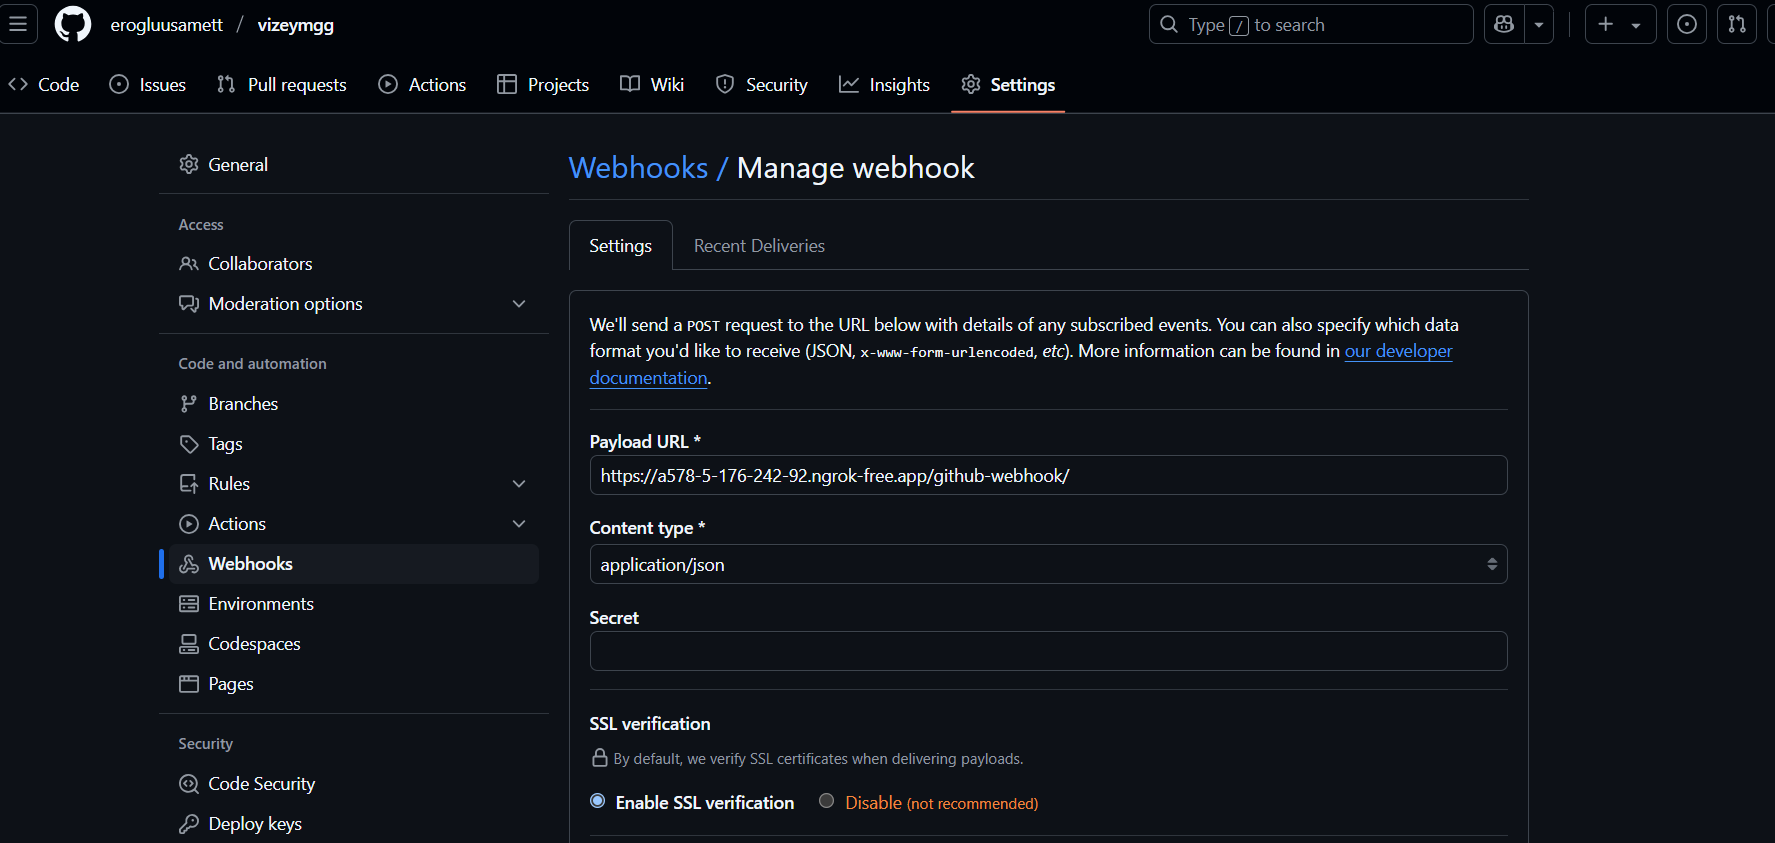 erogluusamett / vizeymgg
Type / to search
Code Issues Pull requests Actions Projects Wiki Security Insights Settings
General
Access
Collaborators
Moderation options
Code and automation
Branches
Tags
Rules
Actions
Webhooks
Environments
Codespaces
Pages
Security
Code Security
Deploy keys
Webhooks / Manage webhook
Settings Recent Deliveries
We'll send a POST request to the URL below with details of any subscribed events. You can also specify which data
format you'd like to receive (JSON, x-www-form-urlencoded, etc). More information can be found in our developer
documentation.
Payload URL *
https://a578-5-176-242-92.ngrok-free.app/github-webhook/
Content type *
application/json
Secret
SSL verification
By default, we verify SSL certificates when delivering payloads.
Enable SSL verification Disable (not recommended)